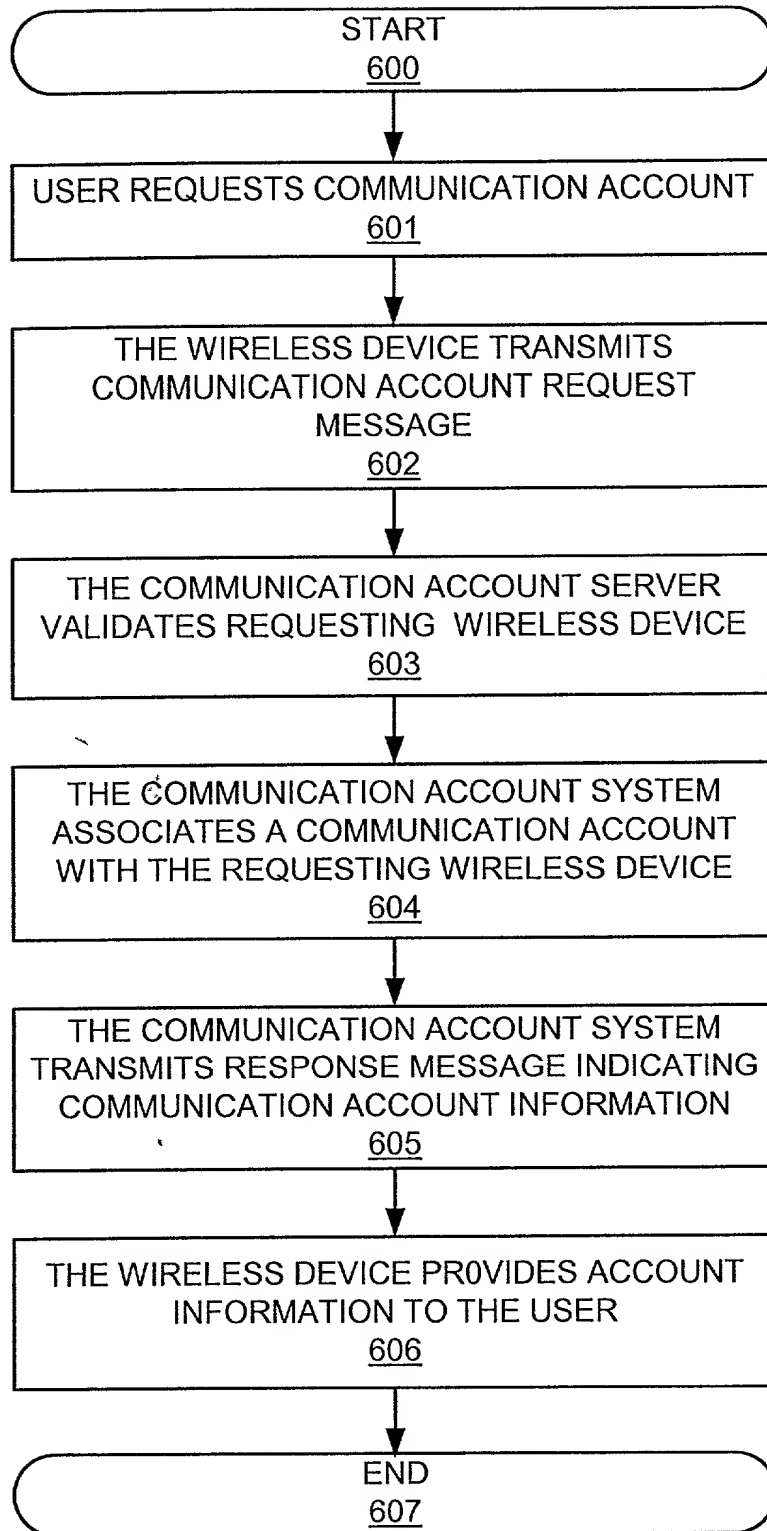 START
600
USER REQUESTS COMMUNICATION ACCOUNT
601
THE WIRELESS DEVICE TRANSMITS
COMMUNICATION ACCOUNT REQUEST
MESSAGE
602
THE COMMUNICATION ACCOUNT SERVER
VALIDATES REQUESTING WIRELESS DEVICE
603
THE COMMUNICATION ACCOUNT SYSTEM
ASSOCIATES A COMMUNICATION ACCOUNT
WITH THE REQUESTING WIRELESS DEVICE
604
THE COMMUNICATION ACCOUNT SYSTEM
TRANSMITS RESPONSE MESSAGE INDICATING
COMMUNICATION ACCOUNT INFORMATION
605
THE WIRELESS DEVICE PR0VIDES ACCOUNT
INFORMATION TO THE USER
606
END
607